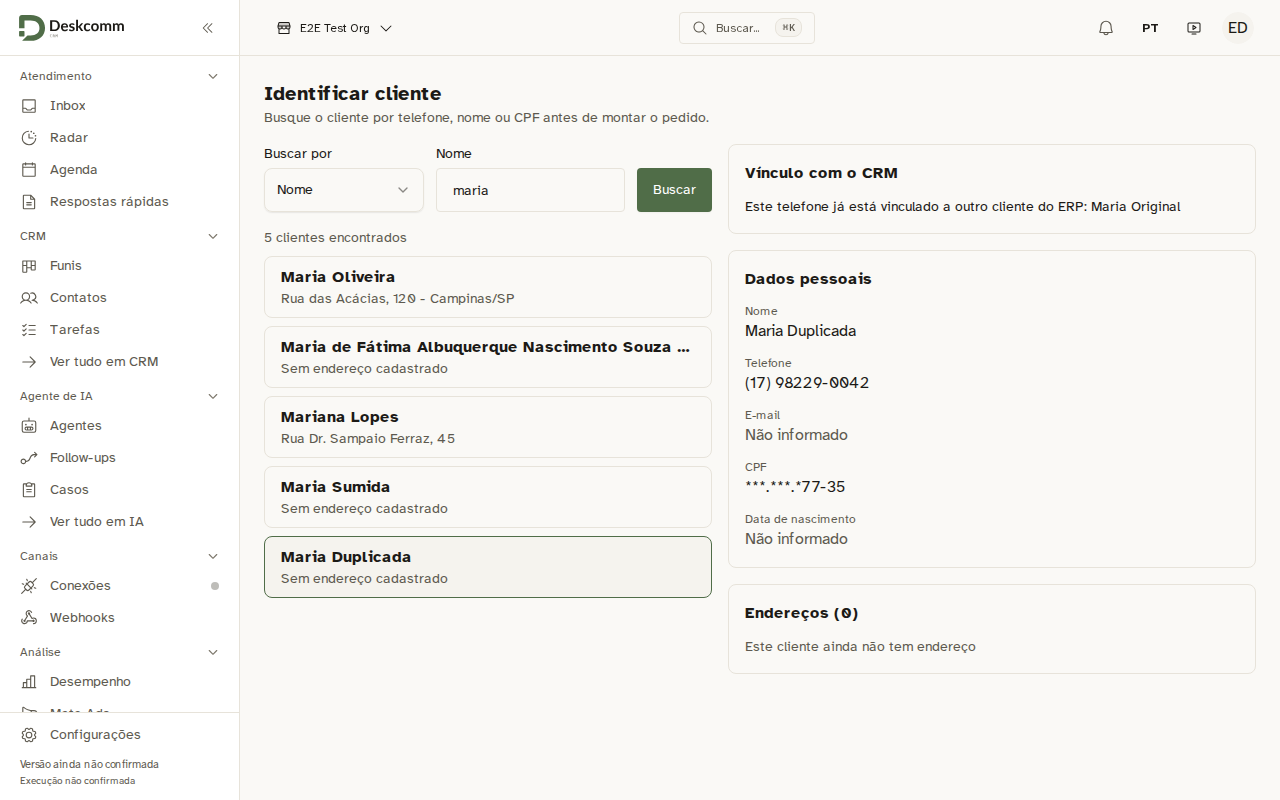 Deskcomm
E2E Test Org
Buscar...
⌘K
PT
ED
Atendimento
Inbox
Radar
Agenda
Respostas rápidas
CRM
Funis
Contatos
Tarefas
Ver tudo em CRM
Agente de IA
Agentes
Follow-ups
Casos
Ver tudo em IA
Canais
Conexões
Webhooks
Análise
Desempenho
Configurações
Versão ainda não confirmada
Execução não confirmada
Identificar cliente
Busque o cliente por telefone, nome ou CPF antes de montar o pedido.
Buscar por
Nome
Nome
maria
Buscar
5 clientes encontrados
Maria Oliveira
Rua das Acácias, 120 - Campinas/SP
Maria de Fátima Albuquerque Nascimento Souza ...
Sem endereço cadastrado
Mariana Lopes
Rua Dr. Sampaio Ferraz, 45
Maria Sumida
Sem endereço cadastrado
Maria Duplicada
Sem endereço cadastrado
Vínculo com o CRM
Este telefone já está vinculado a outro cliente do ERP: Maria Original
Dados pessoais
Nome
Maria Duplicada
Telefone
(17) 98229-0042
E-mail
Não informado
CPF
***.***.*77-35
Data de nascimento
Não informado
Endereços (0)
Este cliente ainda não tem endereço